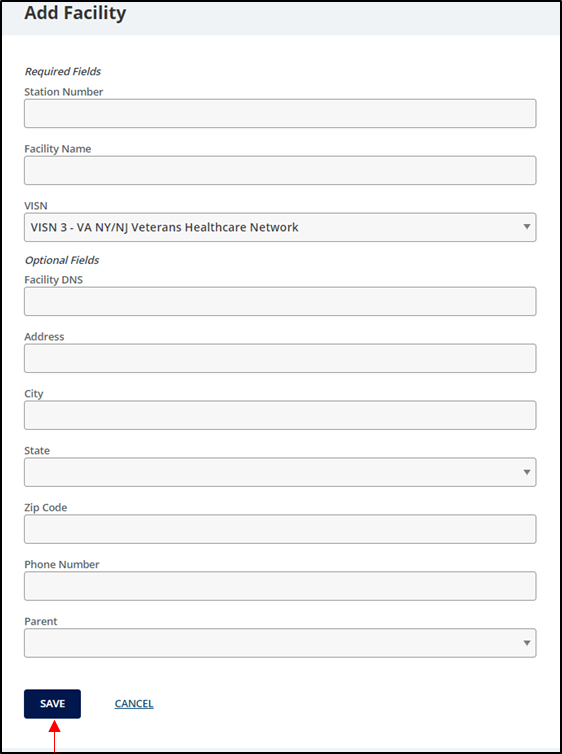 Add Facility
Required Fields
Station Number
Facility Name
VISN
VISN 3 - VA NY/NJ Veterans Healthcare Network
Optional Fields
Facility DNS
Address
City
State
Zip Code
Phone Number
Parent
SAVE CANCEL